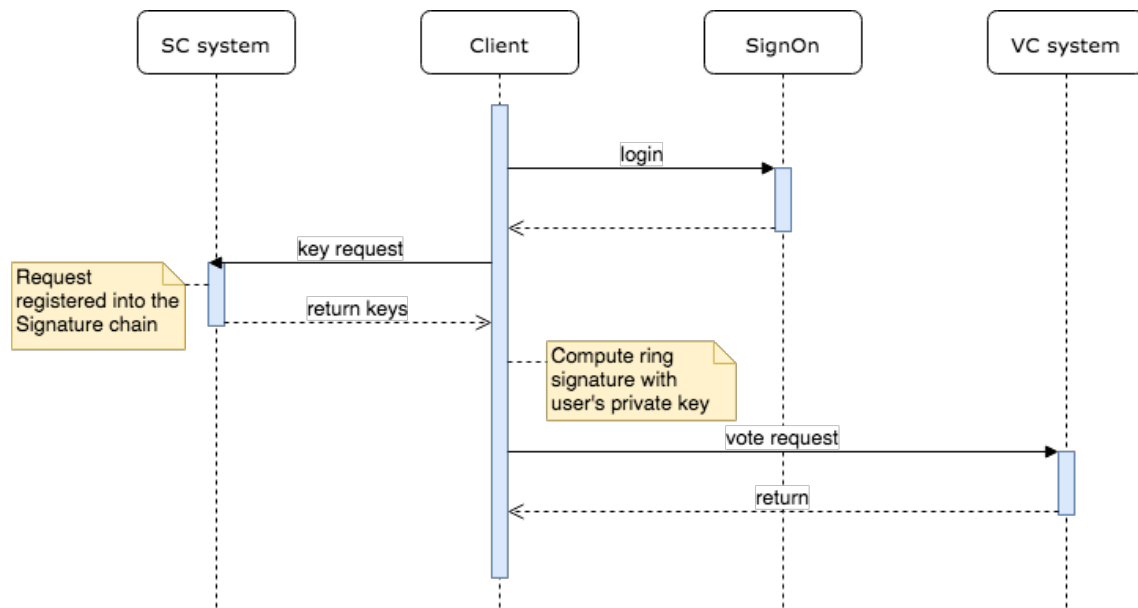 SC system
Client
SignOn
VC system
login
key request
Request
registered into the
Signature chain
return keys
Compute ring
signature with
user's private key
vote request
return